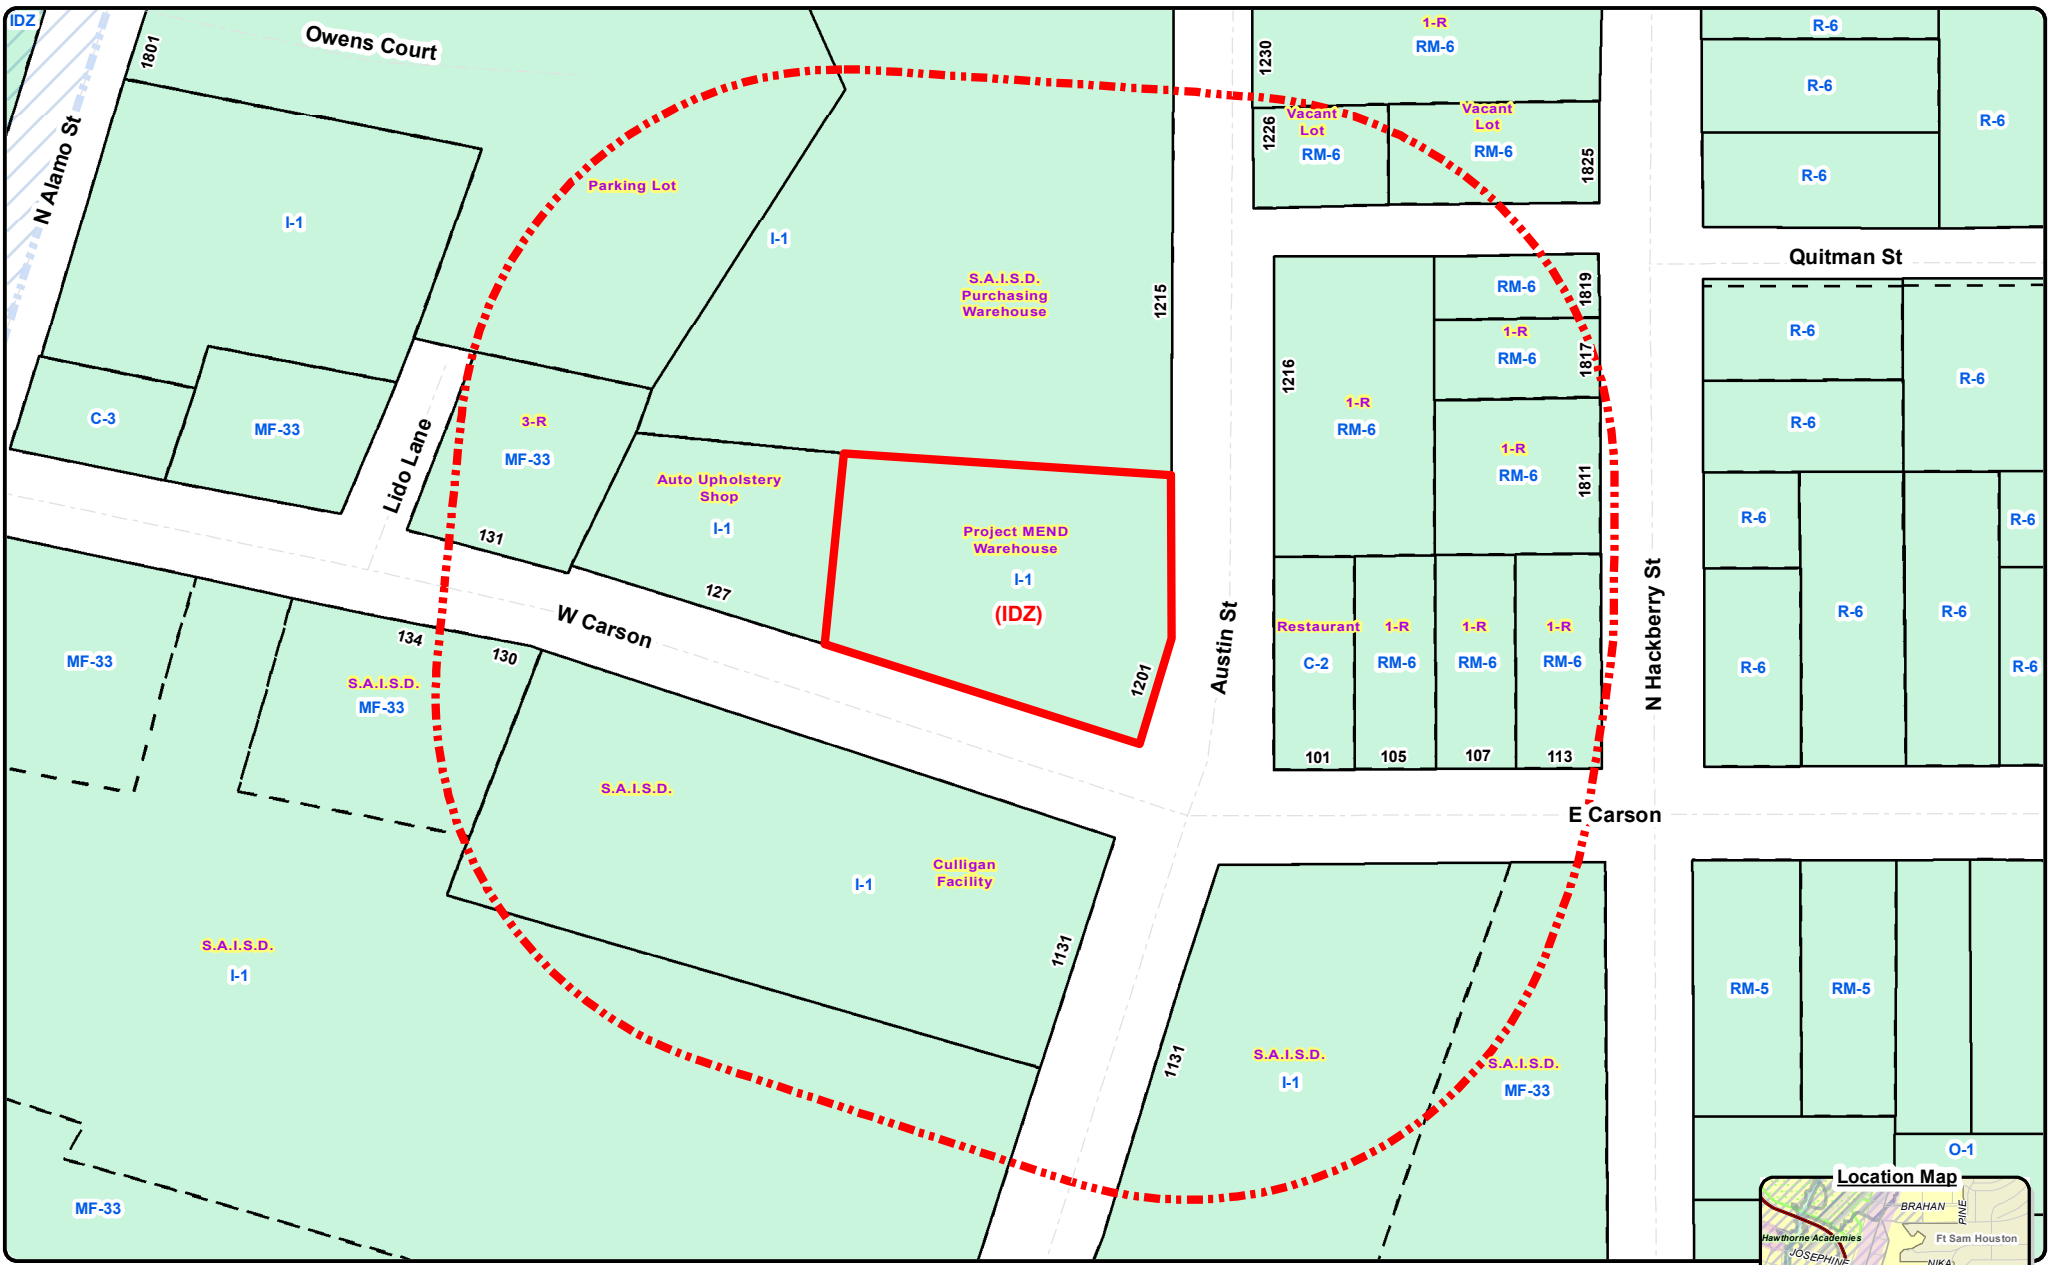 IDZ
1801
Owens Court
N Alamo St
I-1
C-3
MF-33
Lido Lane
Parking Lot
I-1
S.A.I.S.D.
Purchasing
Warehouse
1215
3-R
MF-33
131
Auto Upholstery
Shop
I-1
127
Project MEND
Warehouse
I-1
(IDZ)
1201
W Carson
Austin St
1230
1-R
RM-6
1226
Vacant
Lot
RM-6
Vacant
Lot
RM-6
1825
1216
1-R
RM-6
RM-6
1819
1-R
RM-6
1817
1-R
RM-6
1811
Restaurant
C-2
101
1-R
RM-6
105
1-R
RM-6
107
1-R
RM-6
113
N Hackberry St
E Carson
R-6
R-6
R-6
R-6
Quitman St
R-6
R-6
R-6
R-6
R-6
R-6
R-6
R-6
R-6
MF-33
134
130
S.A.I.S.D.
MF-33
S.A.I.S.D.
Culligan
Facility
I-1
1131
S.A.I.S.D.
I-1
MF-33
1131
S.A.I.S.D.
I-1
S.A.I.S.D.
MF-33
RM-5
RM-5
O-1
Location Map
BRAHAN
PINE
Hawthorne Academies
Ft Sam Houston
JOSEPHINE
NIKA